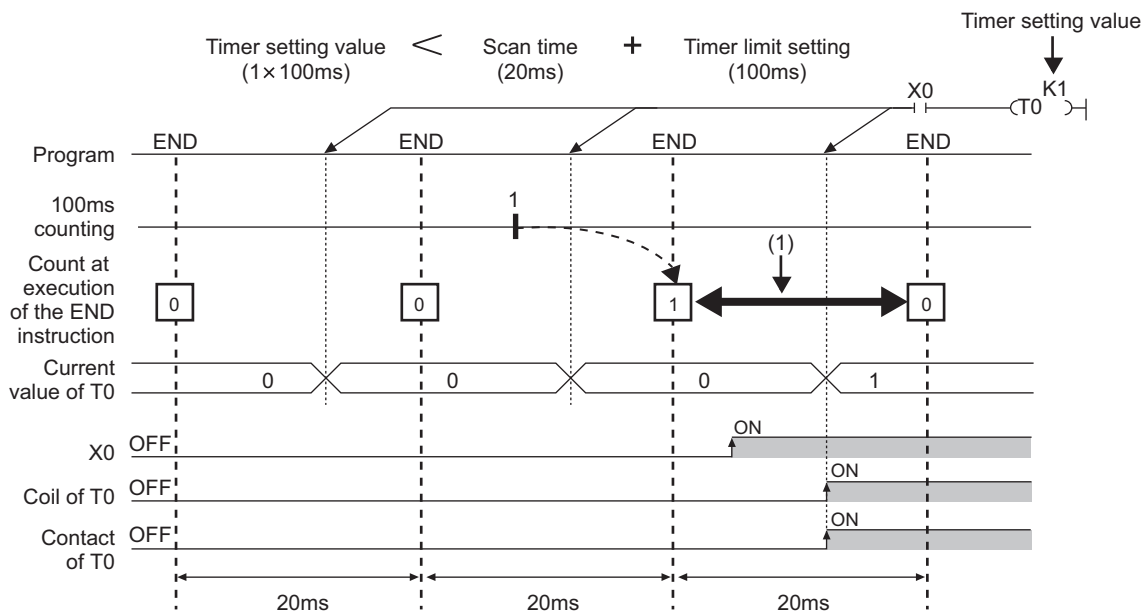 Timer setting value
Timer setting value < Scan time + Timer limit setting
(1×100ms) (20ms) (100ms)
X0 K1
T0
END END END END
Program
1
100ms
counting
(1)
Count at
execution
of the END
instruction
0 0 1 0
Current
value of T0
0 0 0 1
X0 OFF ON
Coil of T0 OFF ON
Contact
of T0
OFF ON
20ms 20ms 20ms